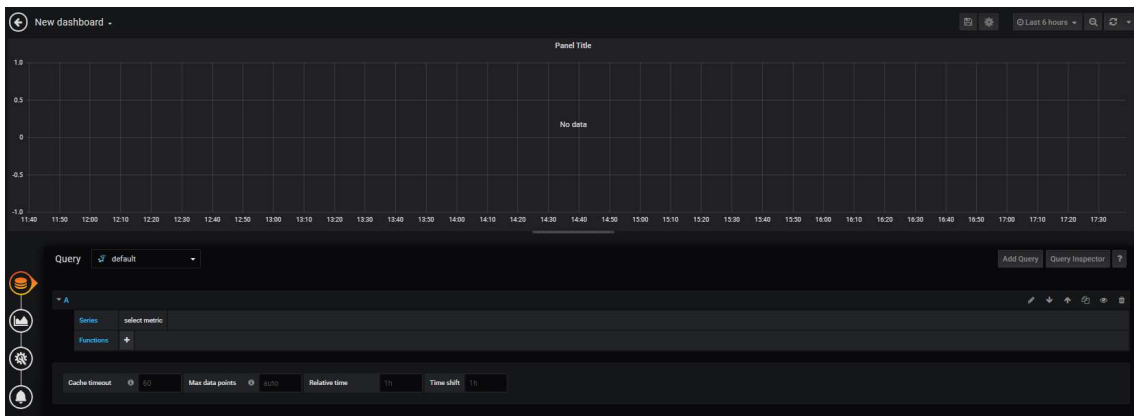 New dashboard
Last 6 hours
Panel Title
1.0
0.5
0
-0.5
-1.0
No data
11:40 11:50 12:00 12:10 12:20 12:30 12:40 12:50 13:00 13:10 13:20 13:30 13:40 13:50 14:00 14:10 14:20 14:30 14:40 14:50 15:00 15:10 15:20 15:30 15:40 15:50 16:00 16:10 16:20 16:30 16:40 16:50 17:00 17:10 17:20 17:30
Query default Add Query Query Inspector ?
A
Series select metric
Functions +
Cache timeout 60 Max data points auto Relative time 1h Time shift 1h